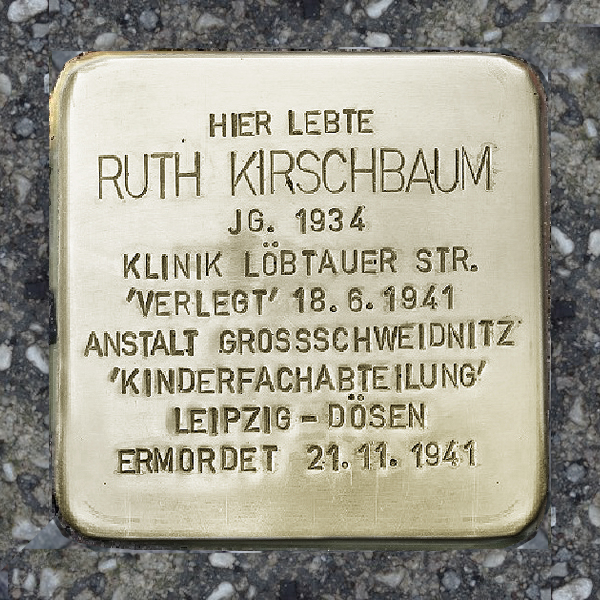 HIER LEBTE
RUTH KIRSCHBAUM
JG. 1934
KLINIK LÖBTAUER STR.
'VERLEGT' 18.6.1941
ANSTALT GROSSSCHWEIDNITZ
'KINDERFACHABTEILUNG'
LEIPZIG-DÖSEN
ERMORDET 21.11.1941